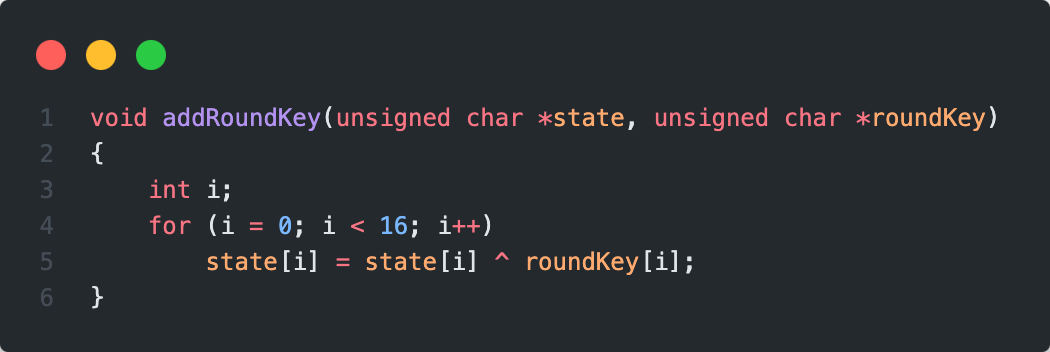 1 void addRoundKey(unsigned char *state, unsigned char *roundKey)
2 {
3     int i;
4     for (i = 0; i < 16; i++)
5         state[i] = state[i] ^ roundKey[i];
6 }